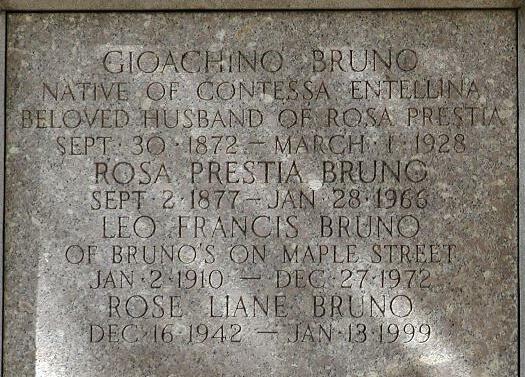 GIOACHINO BRUNO
NATIVE OF CONTESSA ENTELLINA
BELOVED HUSBAND OF ROSA PRESTIA
SEPT. 30 · 1872 – MARCH · 1 · 1928
ROSA PRESTIA BRUNO
SEPT · 2 · 1877 – JAN · 28 · 1966
LEO FRANCIS BRUNO
OF BRUNO'S ON MAPLE STREET
JAN · 2 · 1910 – DEC · 27 · 1972
ROSE LIANE BRUNO
DEC · 16 · 1942 – JAN · 13 · 1999